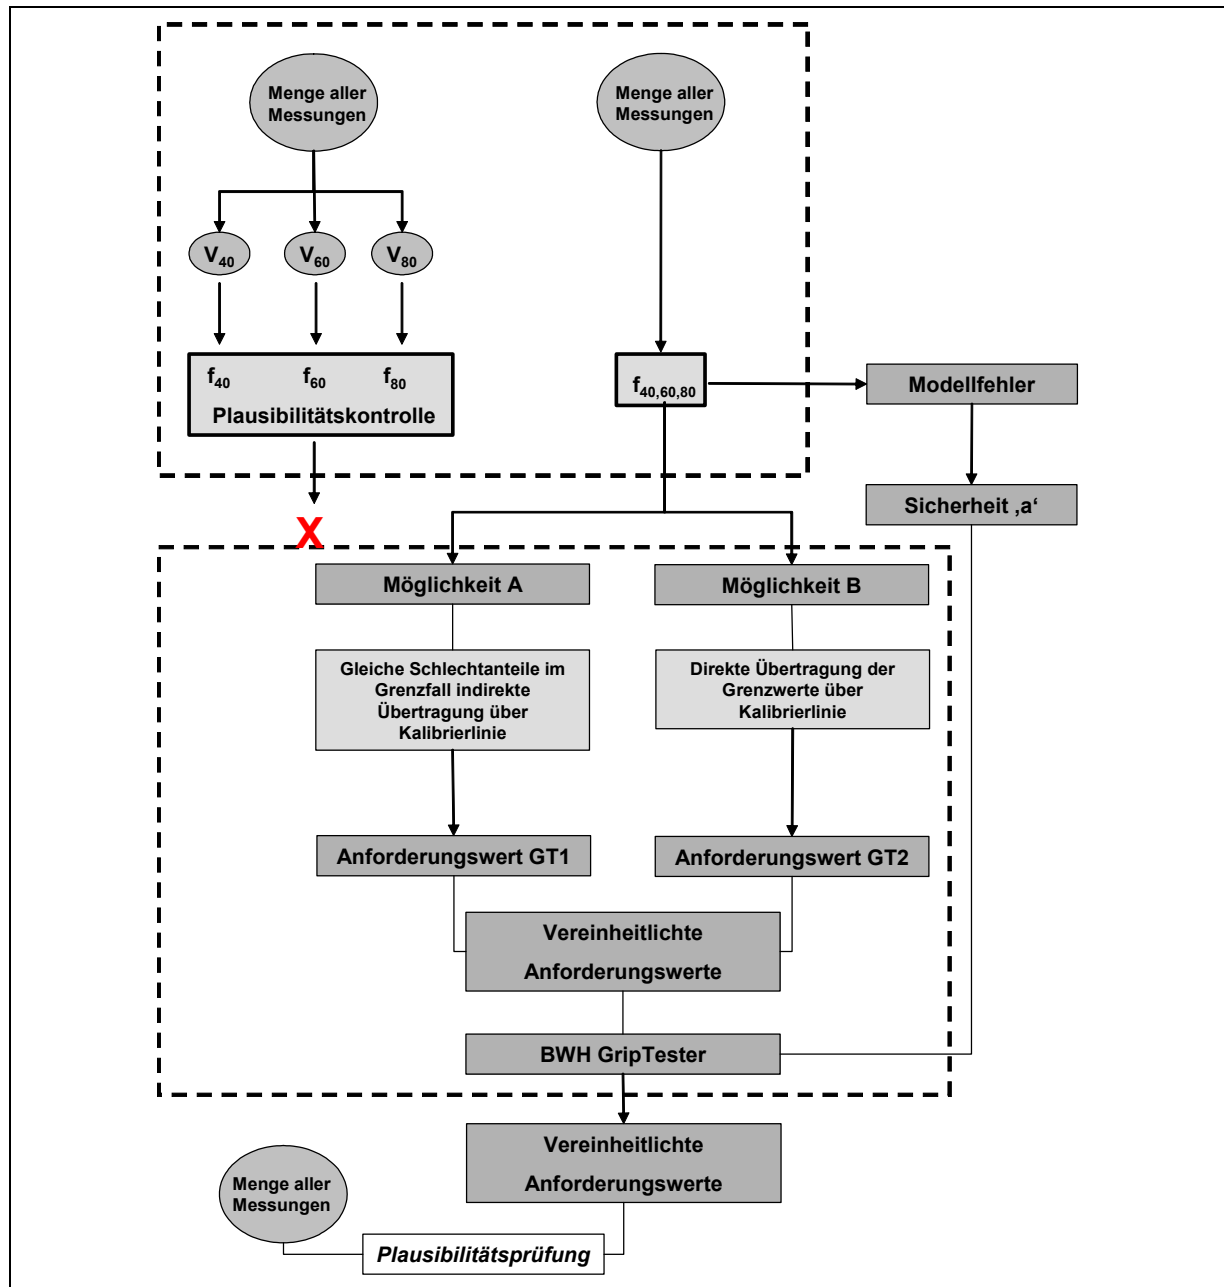 Menge aller
Messungen
Menge aller
Messungen
V40
V60
V80
f40
f60
f80
Plausibilitätskontrolle
f40,60,80
Modellfehler
Sicherheit ‚a‘
X
Möglichkeit A
Möglichkeit B
Gleiche Schlechtanteile im
Grenzfall indirekte
Übertragung über
Kalibrierlinie
Direkte Übertragung der
Grenzwerte über
Kalibrierlinie
Anforderungswert GT1
Anforderungswert GT2
Vereinheitlichte
Anforderungswerte
BWH GripTester
Vereinheitlichte
Anforderungswerte
Menge aller
Messungen
Plausibilitätsprüfung